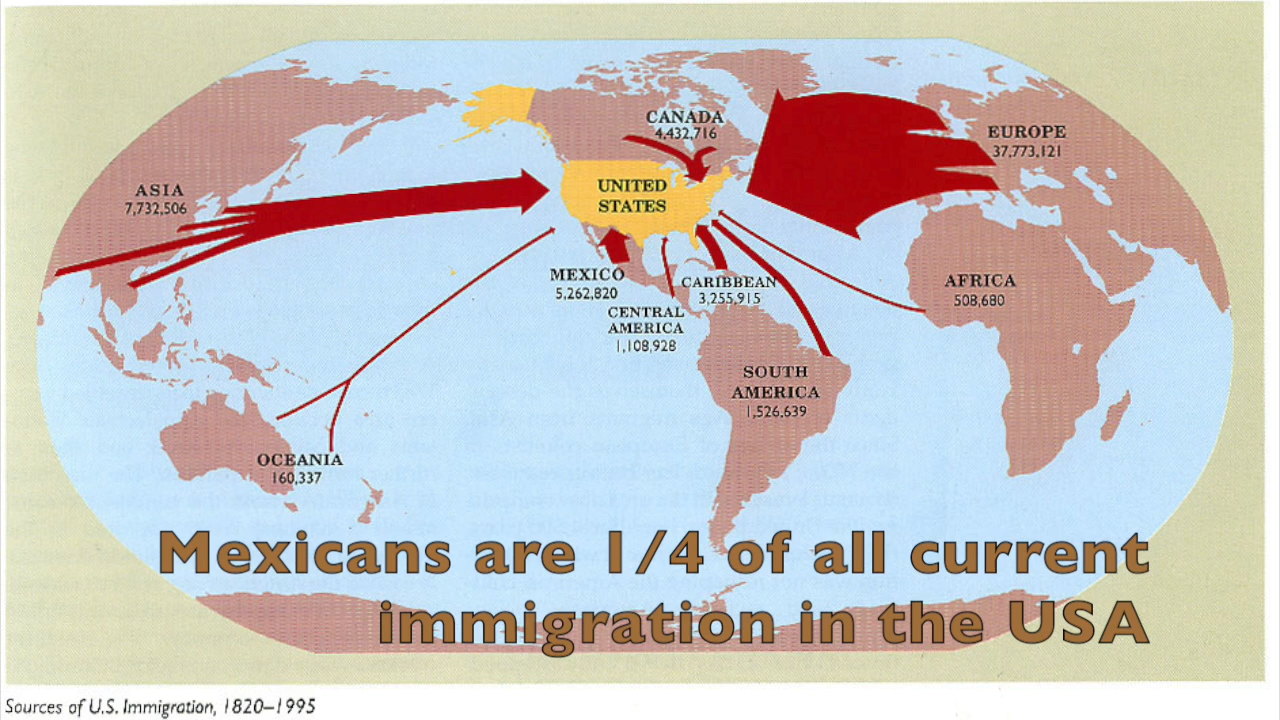 CANADA
4,432,716
EUROPE
37,773,121
ASIA
7,732,506
UNITED
STATES
MEXICO
5,262,820
CARIBBEAN
3,255,915
AFRICA
508,680
CENTRAL
AMERICA
1,108,928
SOUTH
AMERICA
1,526,639
OCEANIA
160,337
Mexicans are 1/4 of all current
immigration in the USA
Sources of U.S. Immigration, 1820–1995